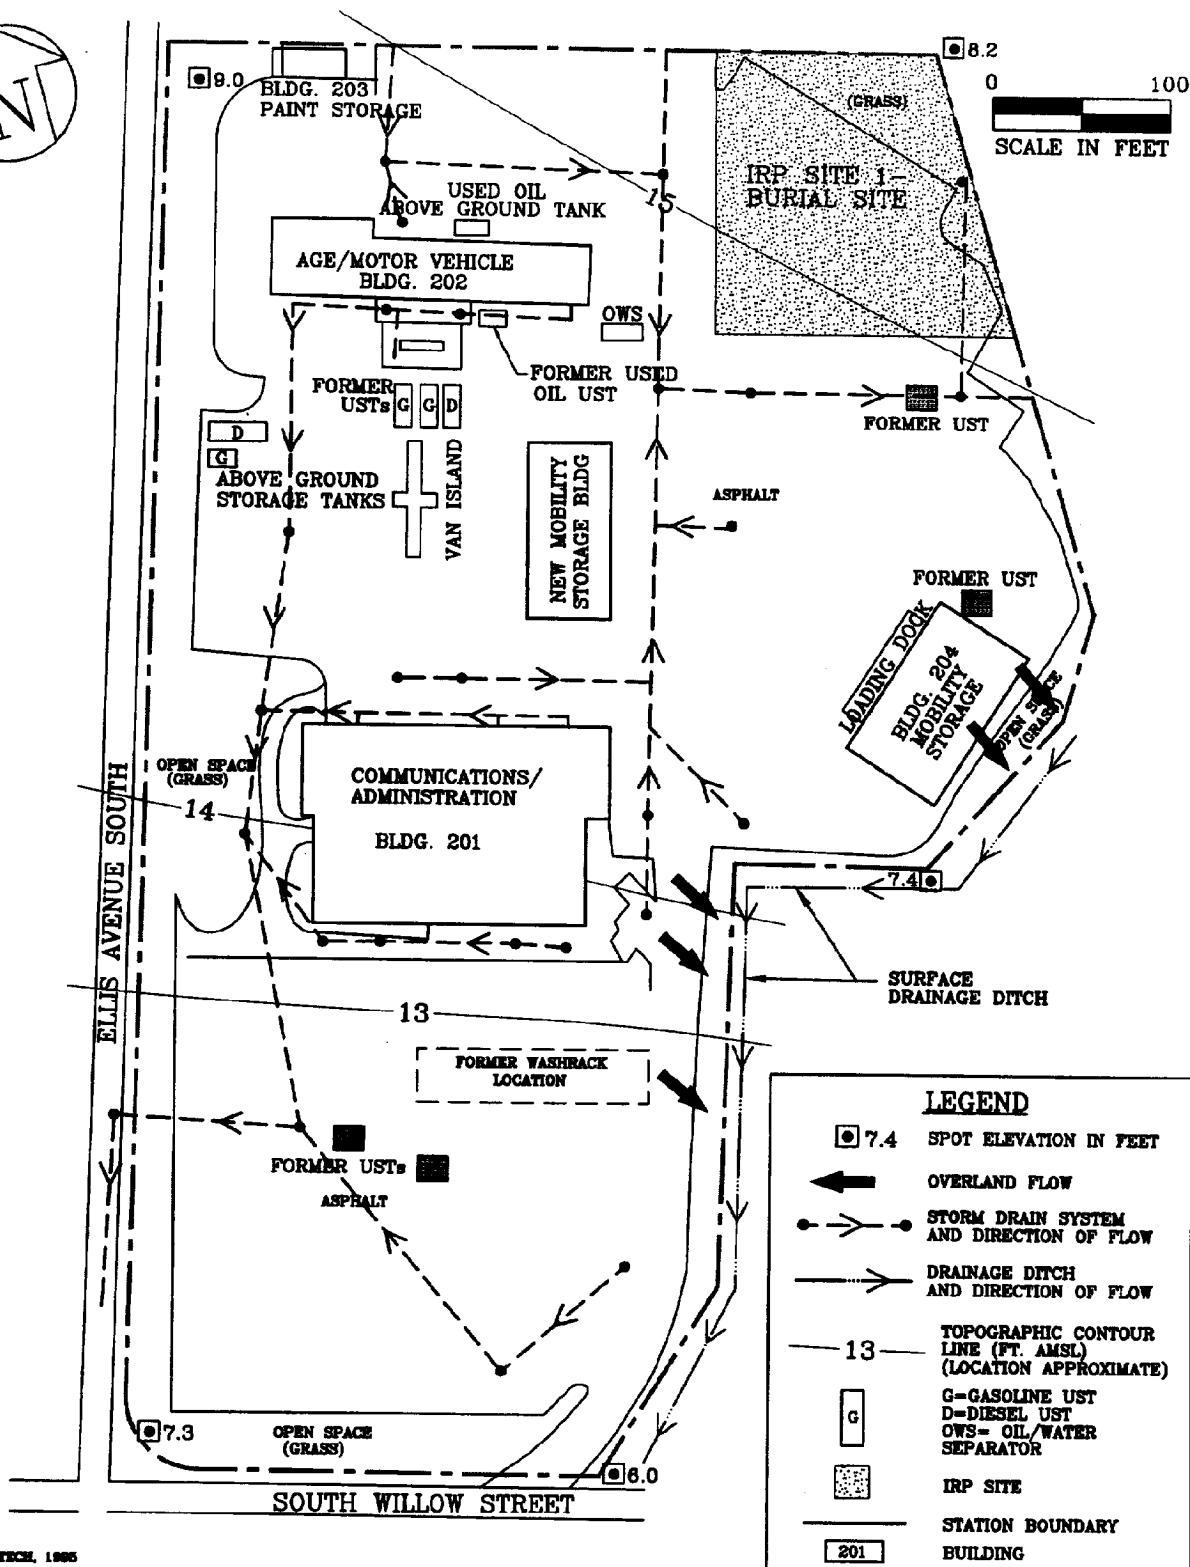 N
9.0
BLDG. 203
PAINT STORAGE
8.2
0 100
SCALE IN FEET
(GRASS)
IRP SITE 1-
BURIAL SITE
15
USED OIL
ABOVE GROUND TANK
AGE/MOTOR VEHICLE
BLDG. 202
OWS
FORMER USED
OIL UST
FORMER
USTs
G G D
FORMER UST
D
G
ABOVE GROUND
STORAGE TANKS
VAN ISLAND
NEW MOBILITY
STORAGE BLDG
ASPHALT
FORMER UST
LOADING DOCK
BLDG. 204
MOBILITY
STORAGE
OPEN SPACE
(GRASS)
OPEN SPACE
(GRASS)
14
COMMUNICATIONS/
ADMINISTRATION
BLDG. 201
7.4
ELLIS AVENUE SOUTH
SURFACE
DRAINAGE DITCH
13
FORMER WASHRACK
LOCATION
FORMER USTs
ASPHALT
7.3
OPEN SPACE
(GRASS)
6.0
SOUTH WILLOW STREET
LEGEND
7.4 SPOT ELEVATION IN FEET
OVERLAND FLOW
STORM DRAIN SYSTEM
AND DIRECTION OF FLOW
DRAINAGE DITCH
AND DIRECTION OF FLOW
13 TOPOGRAPHIC CONTOUR
LINE (FT. AMSL)
(LOCATION APPROXIMATE)
G G=GASOLINE UST
D=DIESEL UST
OWS= OIL/WATER
SEPARATOR
IRP SITE
STATION BOUNDARY
201 BUILDING
TECH, 1995